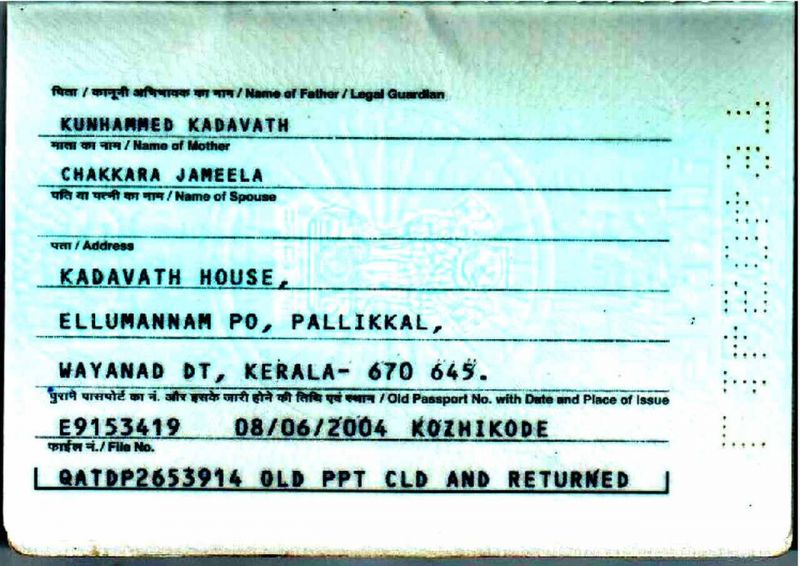 पिता / कानूनी अभिभावक का नाम / Name of Father / Legal Guardian
KUNHAMMED KADAVATH
माता का नाम / Name of Mother
CHAKKARA JAMEELA
पति या पत्नी का नाम / Name of Spouse
पता / Address
KADAVATH HOUSE,
ELLUMANNAM PO, PALLIKKAL,
WAYANAD DT, KERALA- 670 645.
पुराने पासपोर्ट का नं. और इसके जारी होने की तिथि एवं स्थान / Old Passport No. with Date and Place of Issue
E9153419 08/06/2004 KOZHIKODE
फाईल नं./ File No.
QATDP2653914 OLD PPT CLD AND RETURNED